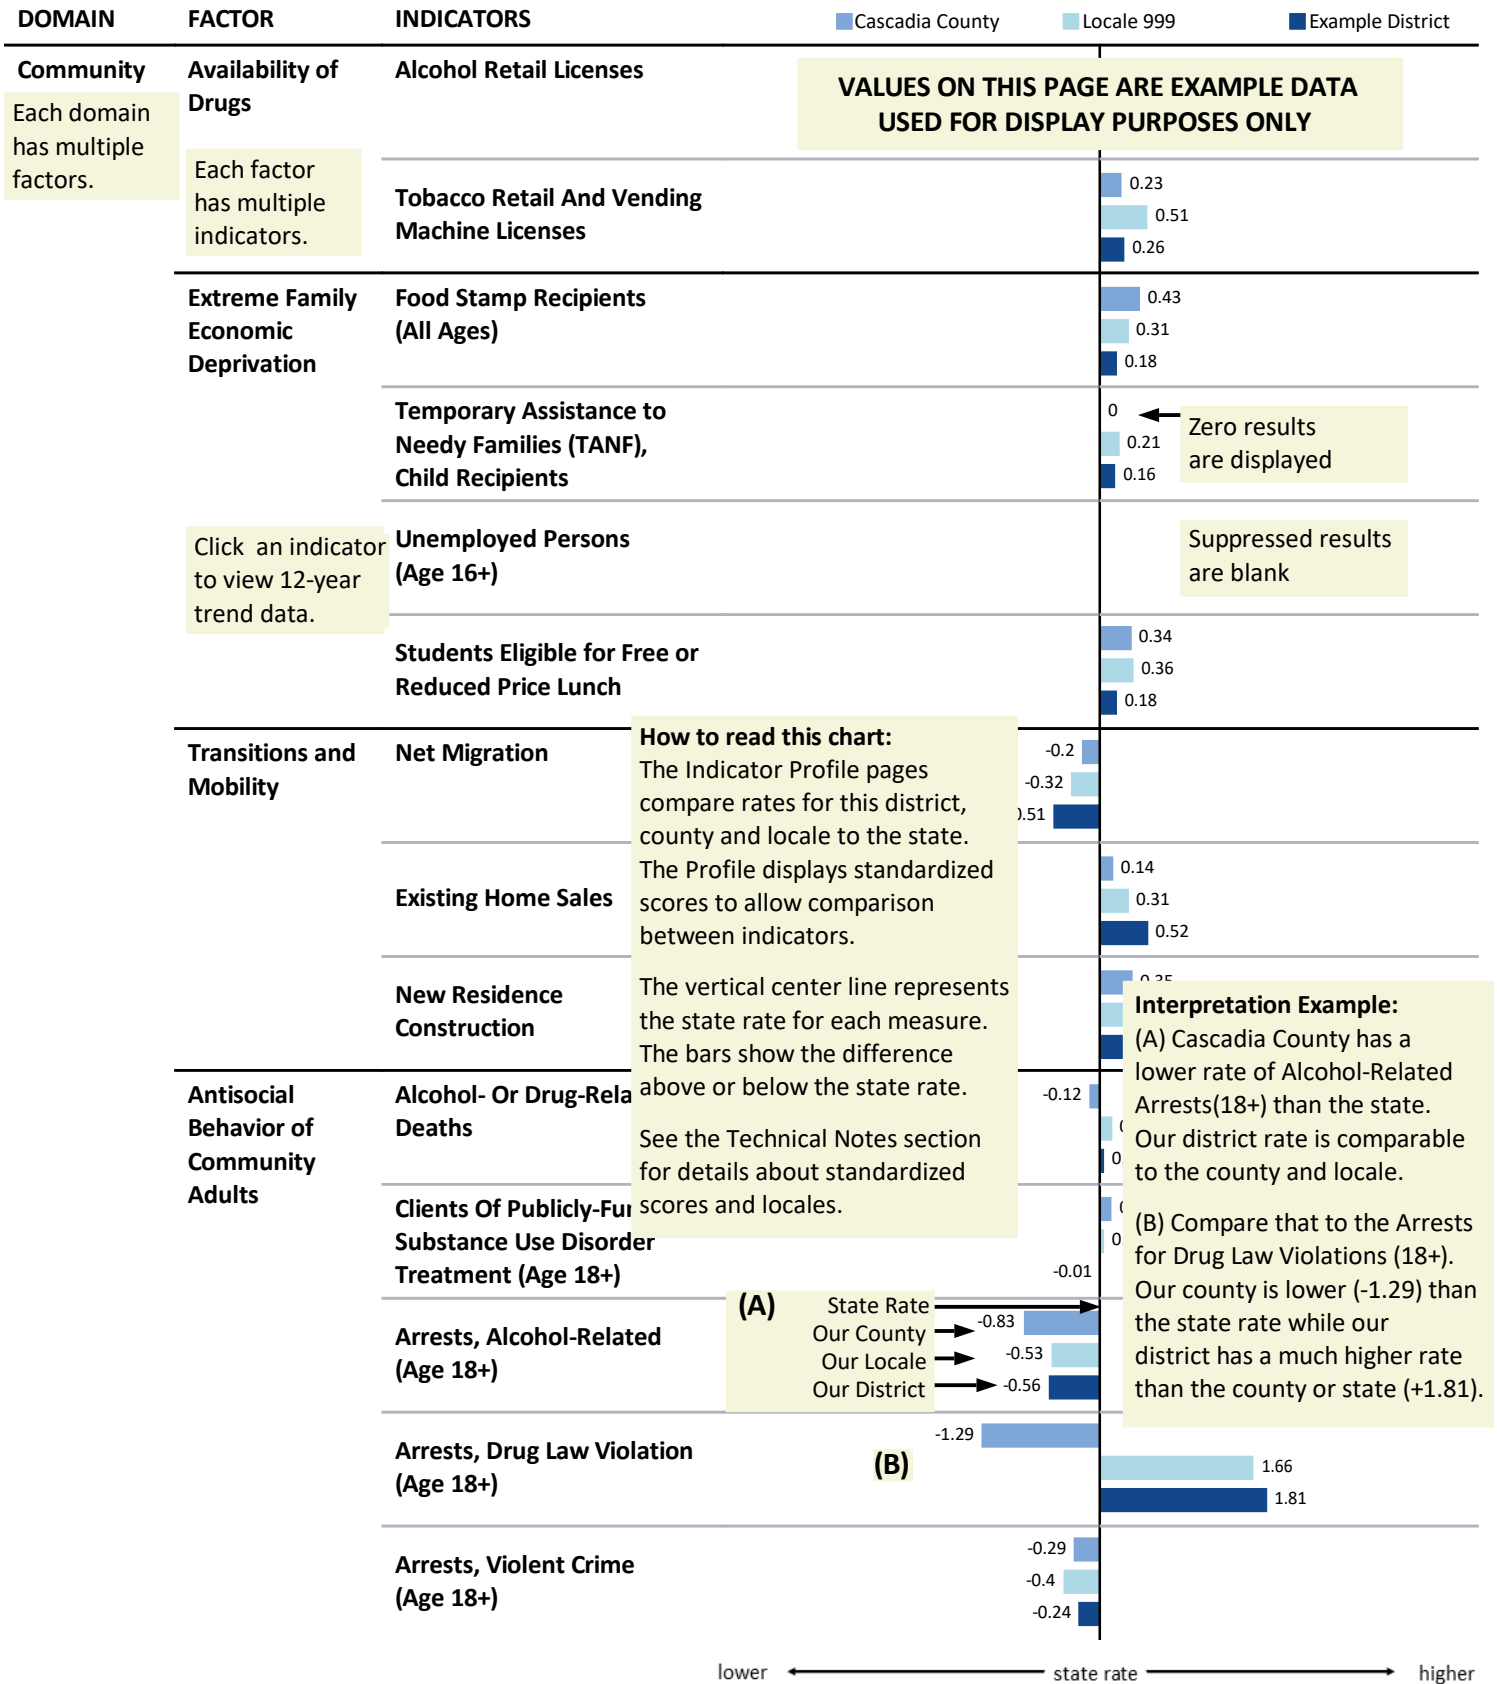 DOMAIN FACTOR INDICATORS Cascadia County Locale 999 Example District
Community
Each domain
has multiple
factors.
Availability of
Drugs
Each factor
has multiple
indicators.
Alcohol Retail Licenses
VALUES ON THIS PAGE ARE EXAMPLE DATA
USED FOR DISPLAY PURPOSES ONLY
Tobacco Retail And Vending
Machine Licenses
0.23
0.51
0.26
Extreme Family
Economic
Deprivation
Food Stamp Recipients
(All Ages)
0.43
0.31
0.18
Temporary Assistance to
Needy Families (TANF),
Child Recipients
0
0.21
0.16
Zero results
are displayed
Click an indicator
to view 12-year
trend data.
Unemployed Persons
(Age 16+)
Suppressed results
are blank
Students Eligible for Free or
Reduced Price Lunch
0.34
0.36
0.18
Transitions and
Mobility
Net Migration
-0.2
-0.32
.51
How to read this chart:
The Indicator Profile pages
compare rates for this district,
county and locale to the state.
The Profile displays standardized
scores to allow comparison
between indicators.
The vertical center line represents
the state rate for each measure.
The bars show the difference
above or below the state rate.
See the Technical Notes section
for details about standardized
scores and locales.
Existing Home Sales
0.14
0.31
0.52
New Residence
Construction
Interpretation Example:
(A) Cascadia County has a
lower rate of Alcohol-Related
Arrests(18+) than the state.
Our district rate is comparable
to the county and locale.
(B) Compare that to the Arrests
for Drug Law Violations (18+).
Our county is lower (-1.29) than
the state rate while our
district has a much higher rate
than the county or state (+1.81).
Antisocial
Behavior of
Community
Adults
Alcohol- Or Drug-Rela
Deaths
-0.12
0.
Clients Of Publicly-Fu
Substance Use Disorder
Treatment (Age 18+)
0.
-0.01
Arrests, Alcohol-Related
(Age 18+)
(A)
State Rate
Our County -0.83
Our Locale -0.53
Our District -0.56
Arrests, Drug Law Violation
(Age 18+)
(B)
-1.29
1.66
1.81
Arrests, Violent Crime
(Age 18+)
-0.29
-0.4
-0.24
lower state rate higher